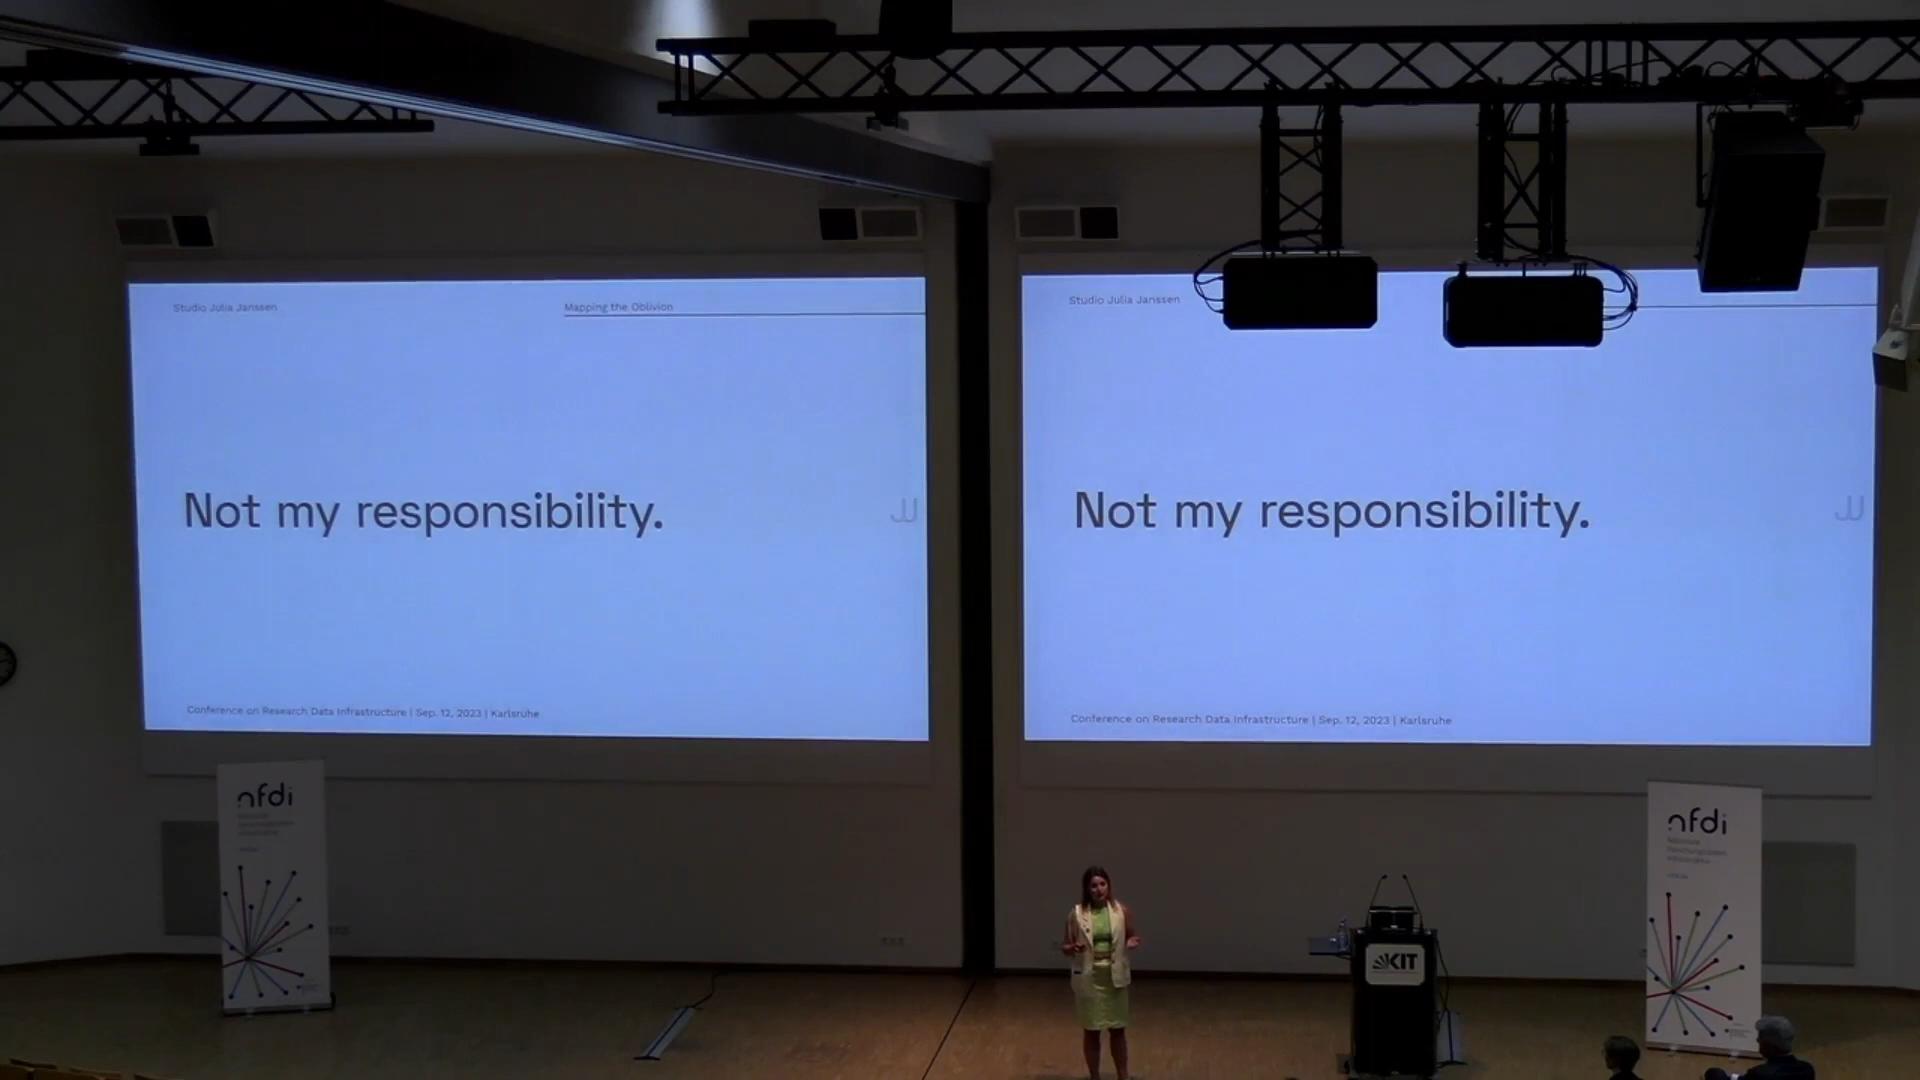 Studio Julia Janssen
Mapping the Oblivion
Not my responsibility.
JJ
Conference on Research Data Infrastructure | Sep. 12, 2023 | Karlsruhe
Studio Julia Janssen
Not my responsibility.
JJ
Conference on Research Data Infrastructure | Sep. 12, 2023 | Karlsruhe
nfdi
nfdi
KIT